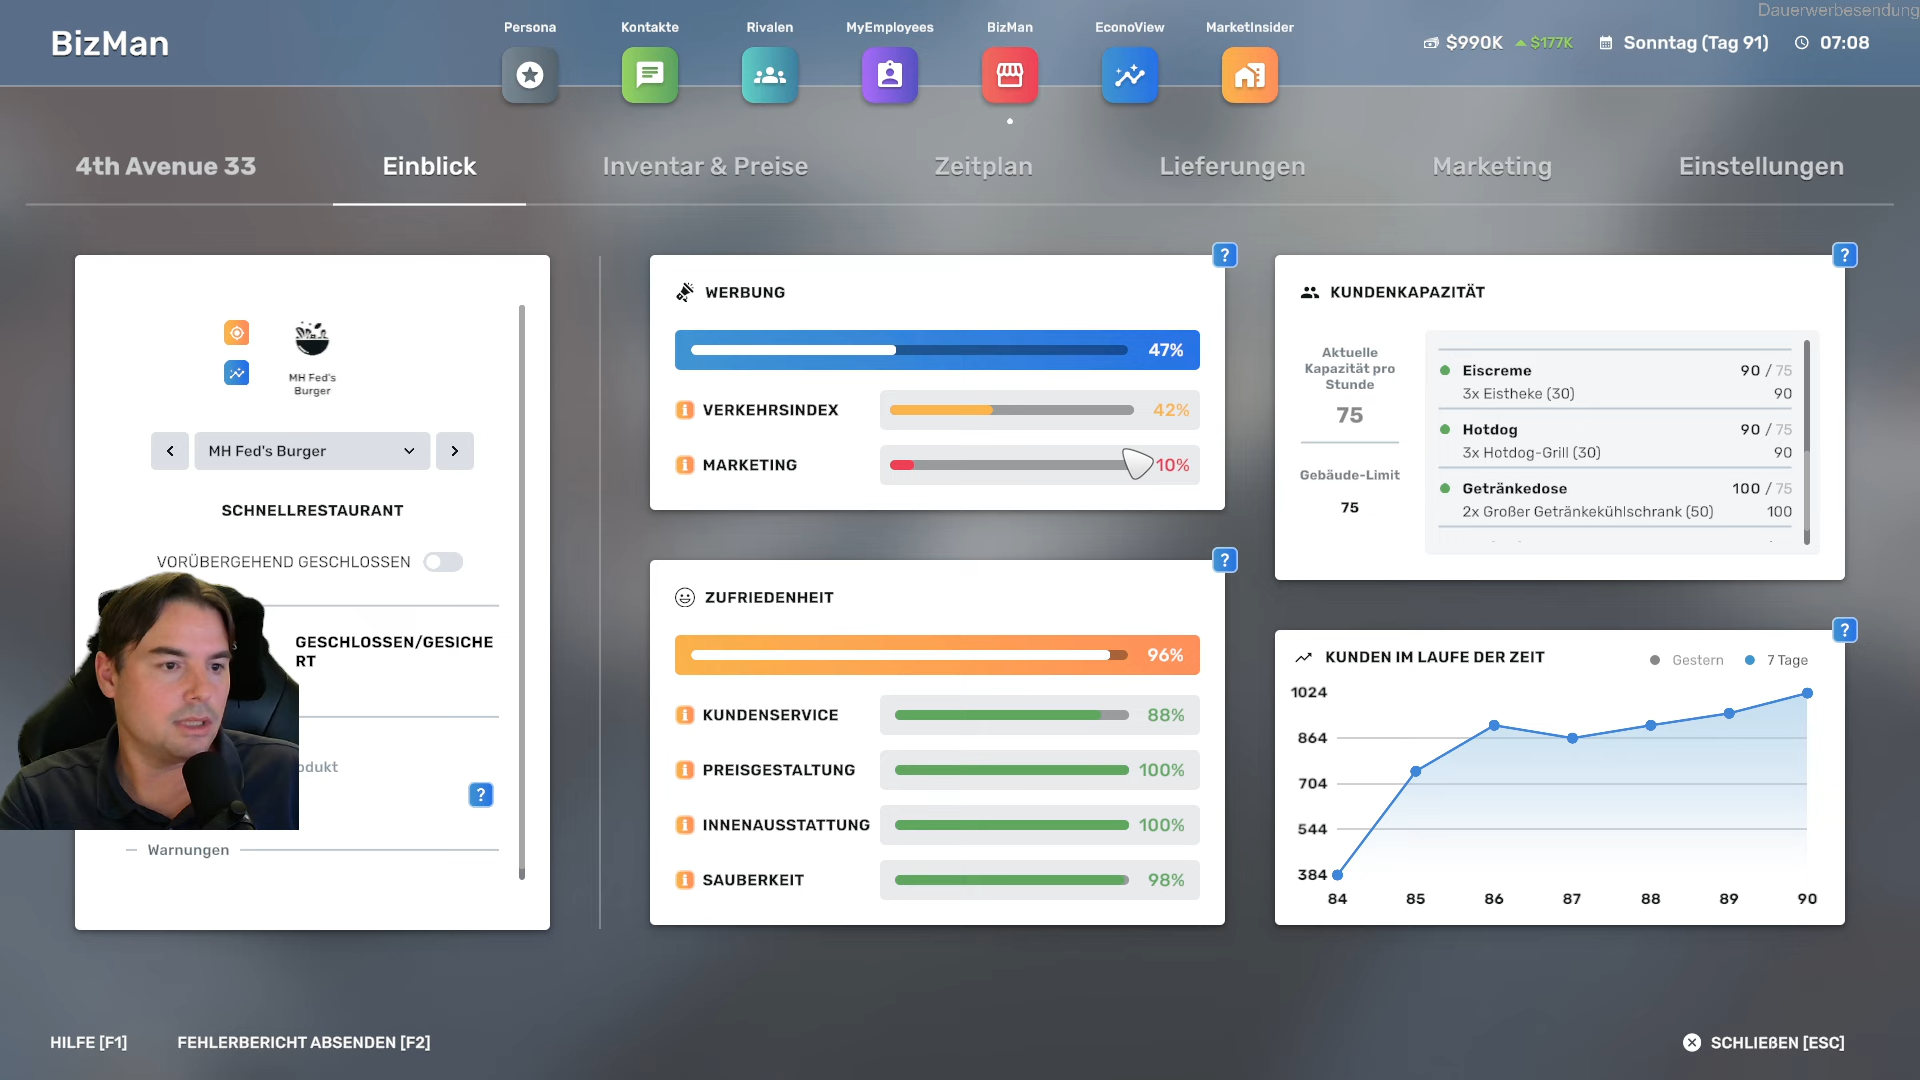 Dauerwerbesendung
BizMan
Persona
Kontakte
Rivalen
MyEmployees
BizMan
EconoView
MarketInsider
$990K
$177K
Sonntag (Tag 91)
07:08
4th Avenue 33
Einblick
Inventar & Preise
Zeitplan
Lieferungen
Marketing
Einstellungen
MH Fed's
Burger
MH Fed's Burger
SCHNELLRESTAURANT
VORÜBERGEHEND GESCHLOSSEN
GESCHLOSSEN/GESICHE
RT
odukt
?
Warnungen
?
WERBUNG
47%
VERKEHRSINDEX
42%
MARKETING
10%
?
ZUFRIEDENHEIT
96%
KUNDENSERVICE
88%
PREISGESTALTUNG
100%
INNENAUSSTATTUNG
100%
SAUBERKEIT
98%
?
KUNDENKAPAZITÄT
Aktuelle
Kapazität pro
Stunde
75
Gebäude-Limit
75
Eiscreme
90 / 75
3x Eistheke (30)
90
Hotdog
90 / 75
3x Hotdog-Grill (30)
90
Getränkedose
100 / 75
2x Großer Getränkekühlschrank (50)
100
?
KUNDEN IM LAUFE DER ZEIT
Gestern
7 Tage
1024
864
704
544
384
84
85
86
87
88
89
90
HILFE [F1]
FEHLERBERICHT ABSENDEN [F2]
SCHLIEßEN [ESC]